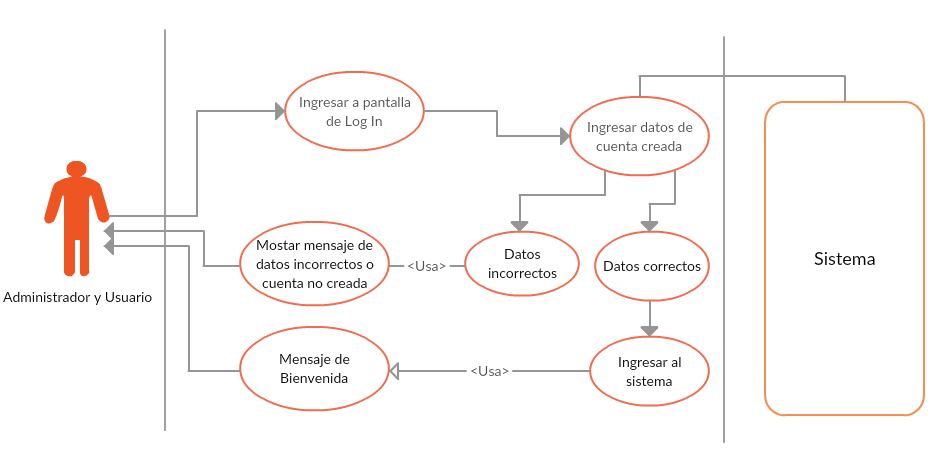 Ingresar a pantalla
de Log In
Ingresar datos de
cuenta creada
Administrador y Usuario
Mostar mensaje de
datos incorrectos o
cuenta no creada
<Usa>
Datos
incorrectos
Datos correctos
Sistema
Mensaje de
Bienvenida
<Usa>
Ingresar al
sistema